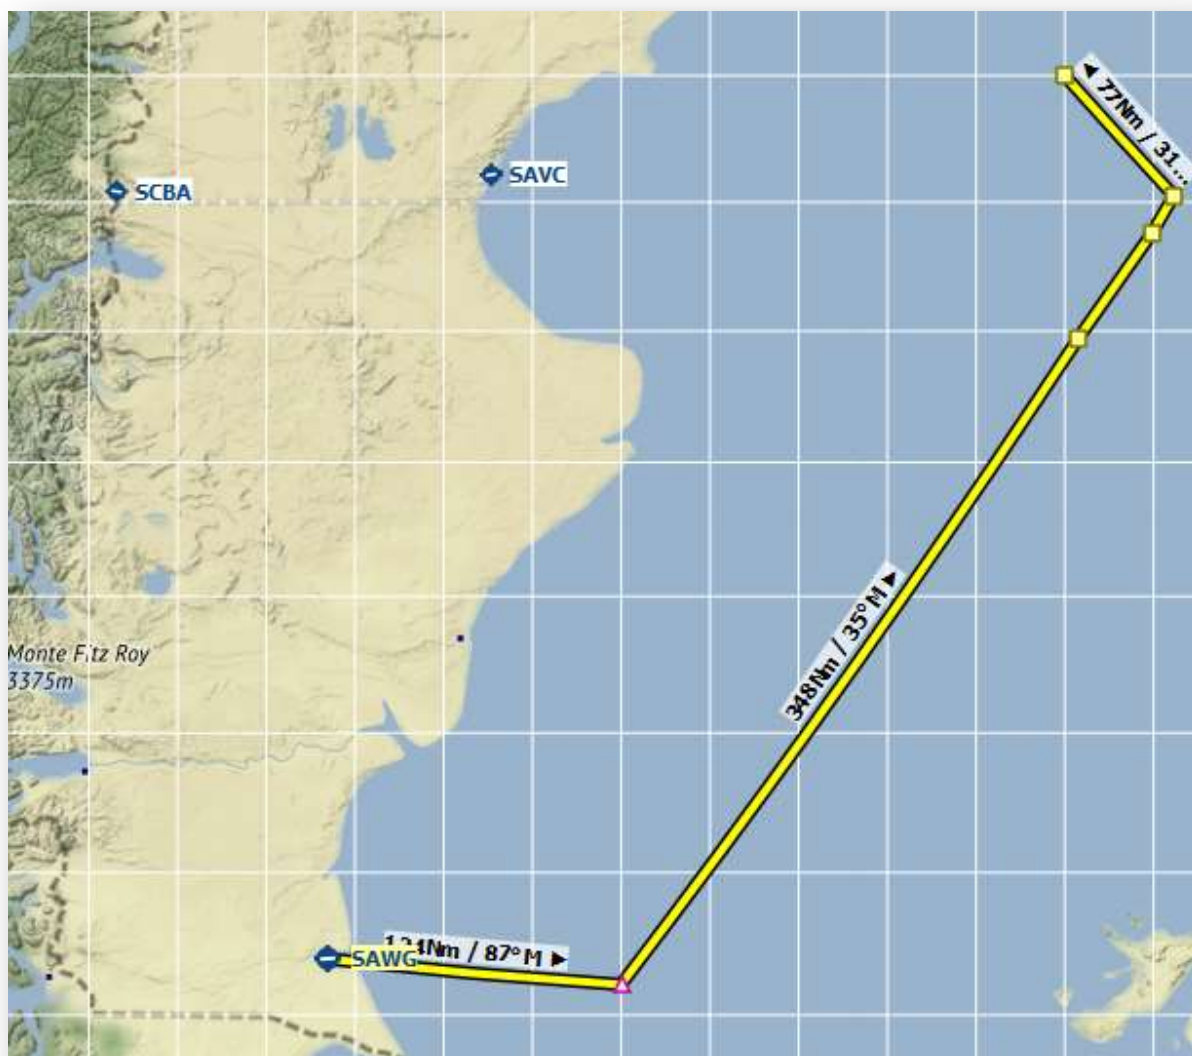 77Nm / 31...
SAVC
SCBA
348Nm / 35°M
Monte Fitz Roy
3375m
Nm / 87°M
SAWG